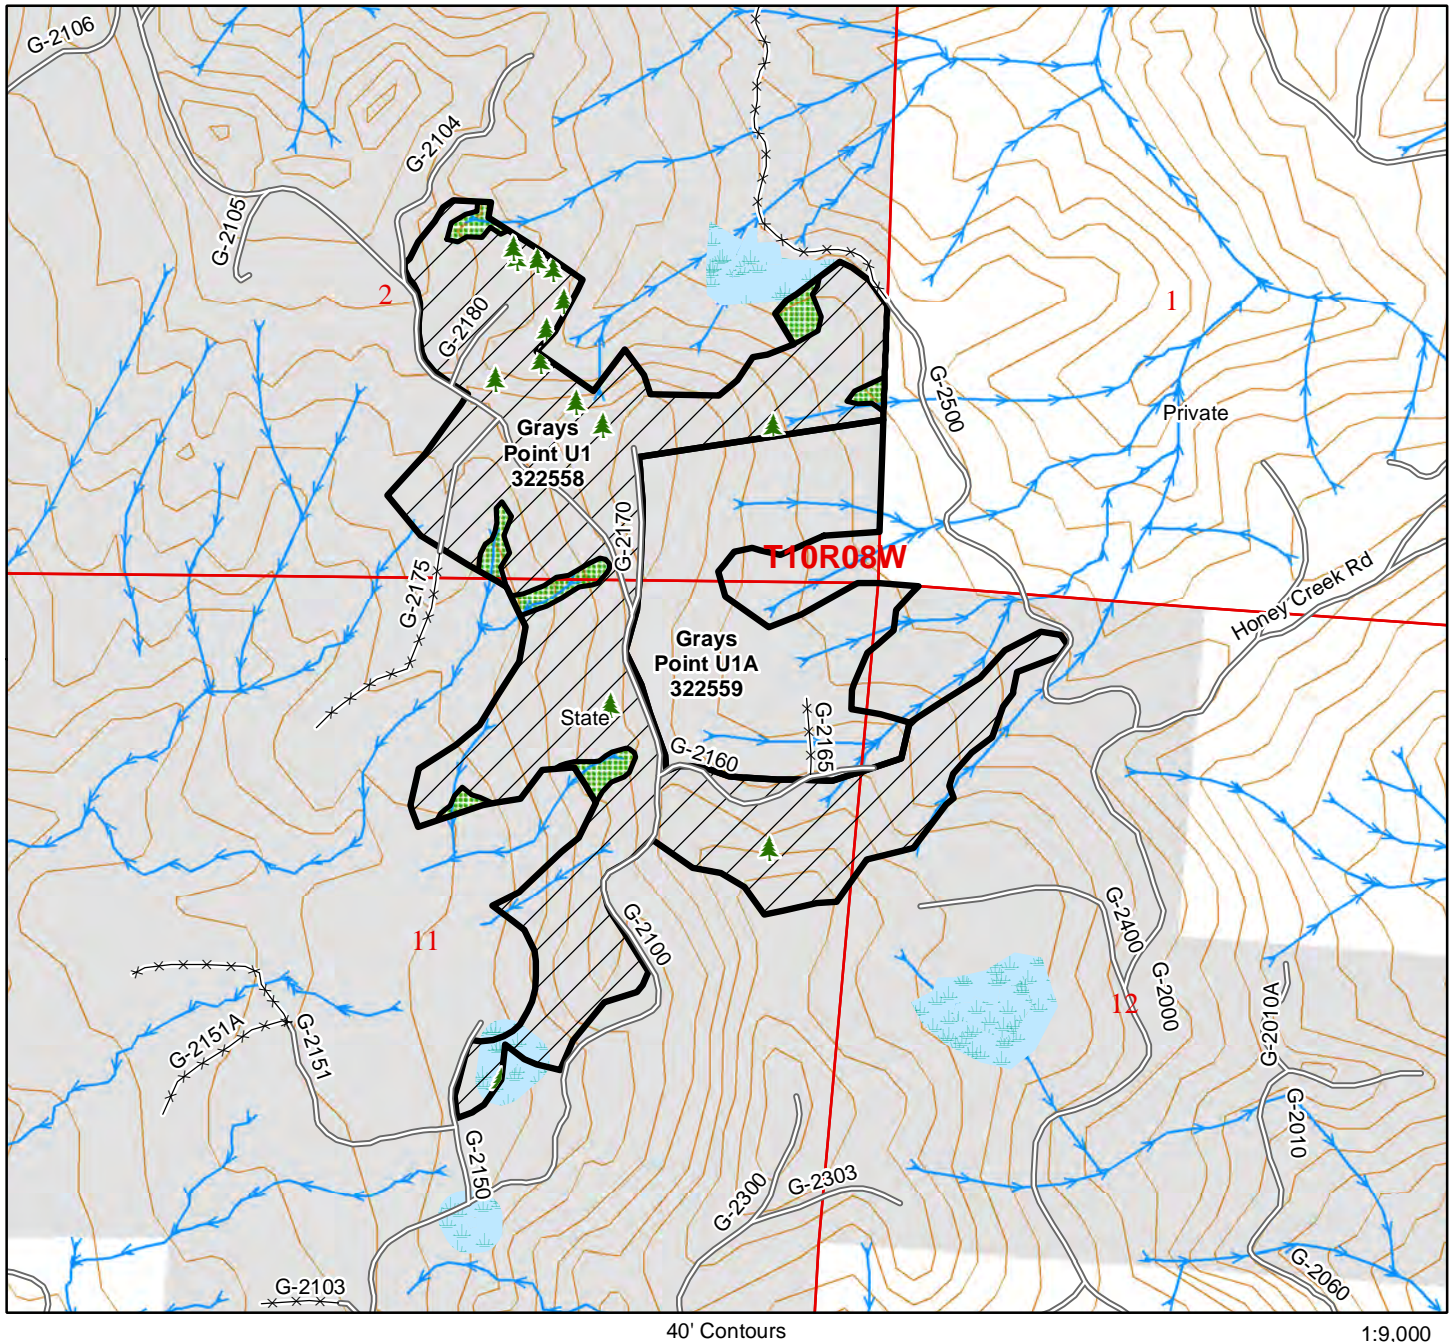 G-2106
G-2104
G-2105
2
1
G-2180
G-2500
Private
Grays
Point U1
322558
G-2170
G-2175
T10R08W
Honey Creek Rd
Grays
Point U1A
322559
State
G-2160
G-2165
11
G-2100
G-2400
G-2000
12
G-2010A
G-2151A
G-2151
G-2010
G-2150
G-2300
G-2303
G-2103
G-2060
40' Contours
1:9,000